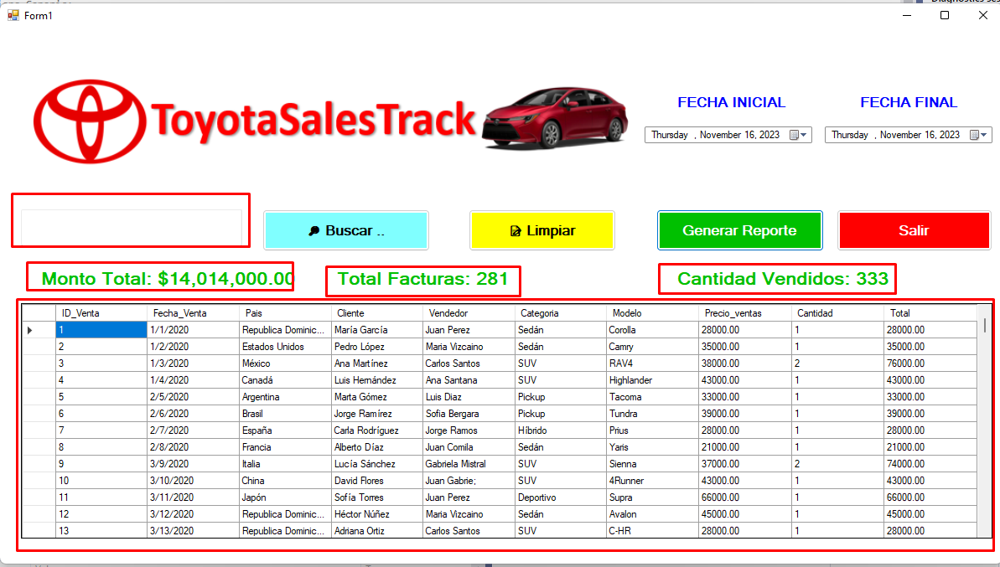 Form1
ToyotaSalesTrack
FECHA INICIAL FECHA FINAL
Thursday , November 16, 2023 Thursday , November 16, 2023
Buscar .. Limpiar Generar Reporte Salir
Monto Total: $14,014,000.00 Total Facturas: 281 Cantidad Vendidos: 333
ID_Venta Fecha_Venta Pais Cliente Vendedor Categoria Modelo Precio_ventas Cantidad Total
1 1/1/2020 Republica Dominic... María García Juan Perez Sedán Corolla 28000.00 1 28000.00
2 1/2/2020 Estados Unidos Pedro López Maria Vizcaino Sedán Camry 35000.00 1 35000.00
3 1/3/2020 México Ana Martínez Carlos Santos SUV RAV4 38000.00 2 76000.00
4 1/4/2020 Canadá Luis Hernández Ana Santana SUV Highlander 43000.00 1 43000.00
5 2/5/2020 Argentina Marta Gómez Luis Diaz Pickup Tacoma 33000.00 1 33000.00
6 2/6/2020 Brasil Jorge Ramírez Sofia Bergara Pickup Tundra 39000.00 1 39000.00
7 2/7/2020 España Carla Rodríguez Jorge Ramos Híbrido Prius 28000.00 1 28000.00
8 2/8/2020 Francia Alberto Díaz Juan Comila Sedán Yaris 21000.00 1 21000.00
9 3/9/2020 Italia Lucía Sánchez Gabriela Mistral SUV Sienna 37000.00 2 74000.00
10 3/10/2020 China David Flores Juan Gabrie; SUV 4Runner 43000.00 1 43000.00
11 3/11/2020 Japón Sofía Torres Juan Perez Deportivo Supra 66000.00 1 66000.00
12 3/12/2020 Republica Dominic... Héctor Núñez Maria Vizcaino Sedán Avalon 45000.00 1 45000.00
13 3/13/2020 Republica Dominic... Adriana Ortiz Carlos Santos SUV C-HR 28000.00 1 28000.00